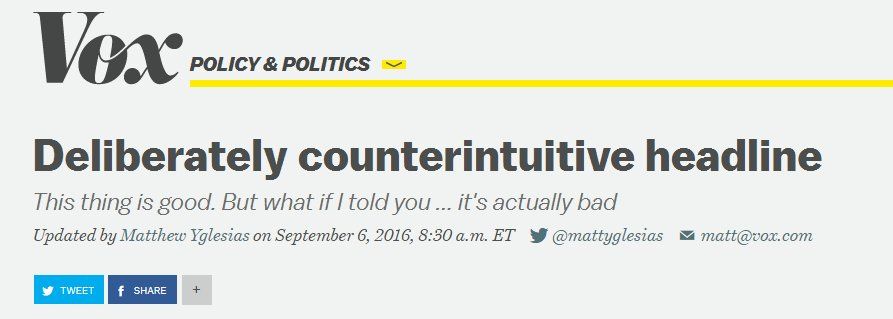 Vox
POLICY & POLITICS
Deliberately counterintuitive headline
This thing is good. But what if I told you ... it's actually bad
Updated by Matthew Yglesias on September 6, 2016, 8:30 a.m. ET @mattyglesias matt@vox.com
TWEET SHARE +